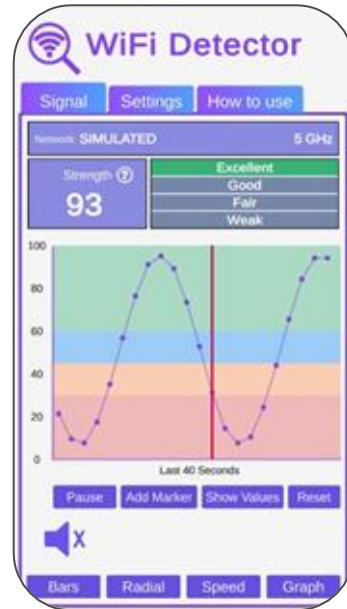 WiFi Detector
Signal Settings How to use
Network: SIMULATED 5 GHz
Strength ?
93
Excellent
Good
Fair
Weak
100
80
60
40
20
0
Last 40 Seconds
Pause Add Marker Show Values Reset
X
Bars Radial Speed Graph